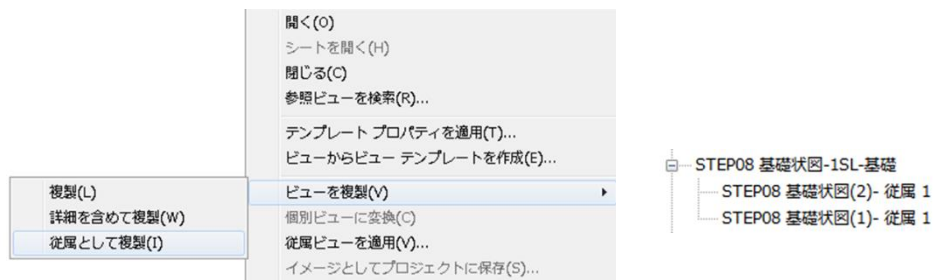 開く(O)
シートを開く(H)
閉じる(C)
参照ビューを検索(R)...
テンプレート プロパティを適用(T)...
ビューからビュー テンプレートを作成(E)...
ビューを複製(V)
個別ビューに変換(C)
従属ビューを適用(V)...
イメージとしてプロジェクトに保存(S)...
複製(L)
詳細を含めて複製(W)
従属として複製(I)
STEP08 基礎状図-1SL-基礎
STEP08 基礎状図(2)- 従属 1
STEP08 基礎状図(1)- 従属 1